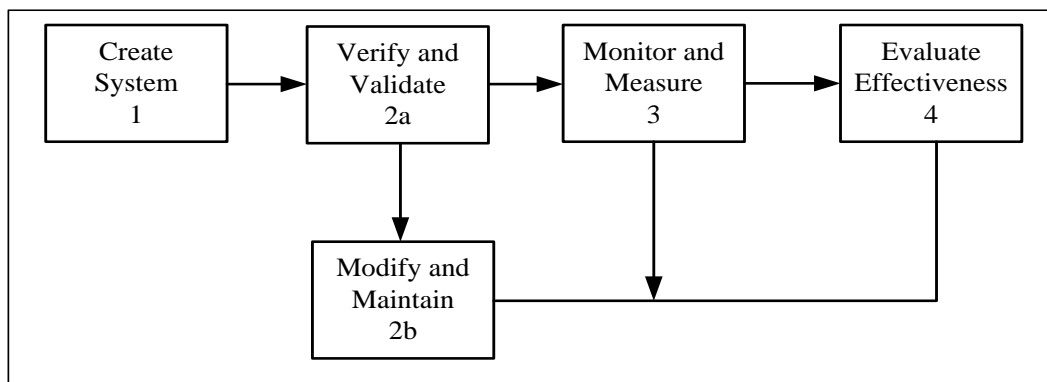 Create
System
1
Verify and
Validate
2a
Monitor and
Measure
3
Evaluate
Effectiveness
4
Modify and
Maintain
2b